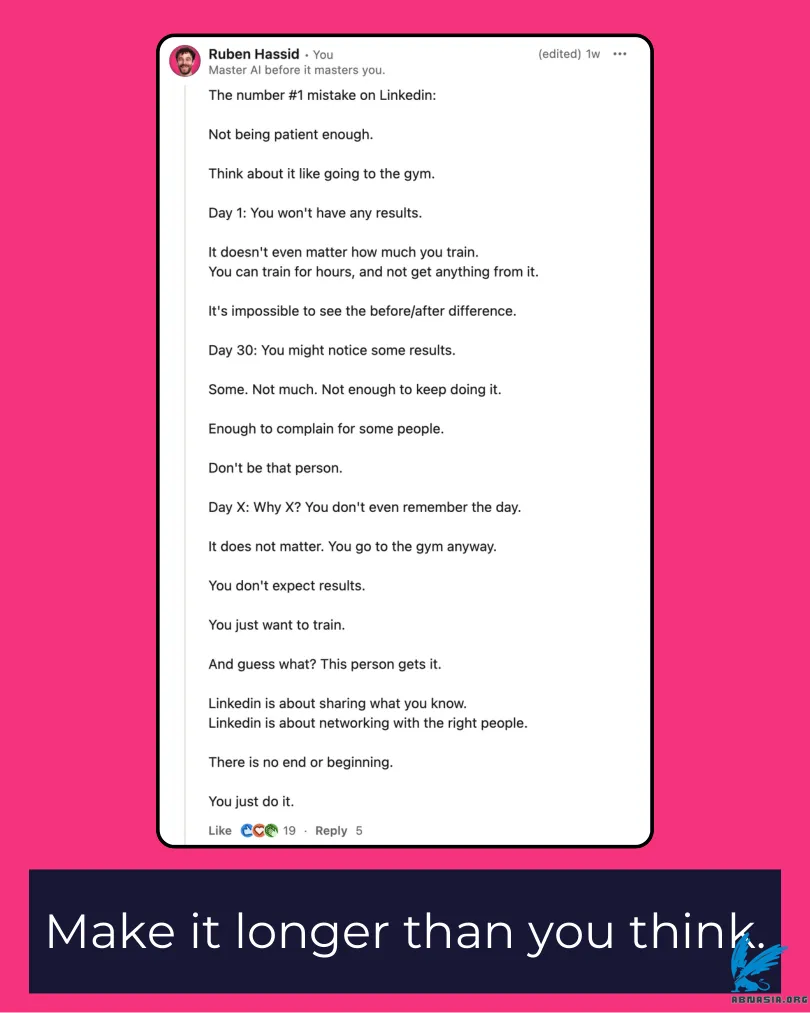 Ruben Hassid • You
(edited) 1w
Master AI before it masters you.
The number #1 mistake on Linkedin:
Not being patient enough.
Think about it like going to the gym.
Day 1: You won't have any results.
It doesn't even matter how much you train.
You can train for hours, and not get anything from it.
It's impossible to see the before/after difference.
Day 30: You might notice some results.
Some. Not much. Not enough to keep doing it.
Enough to complain for some people.
Don't be that person.
Day X: Why X? You don't even remember the day.
It does not matter. You go to the gym anyway.
You don't expect results.
You just want to train.
And guess what? This person gets it.
Linkedin is about sharing what you know.
Linkedin is about networking with the right people.
There is no end or beginning.
You just do it.
Like 19 · Reply 5
Make it longer than you think.
ABNASIA.ORG